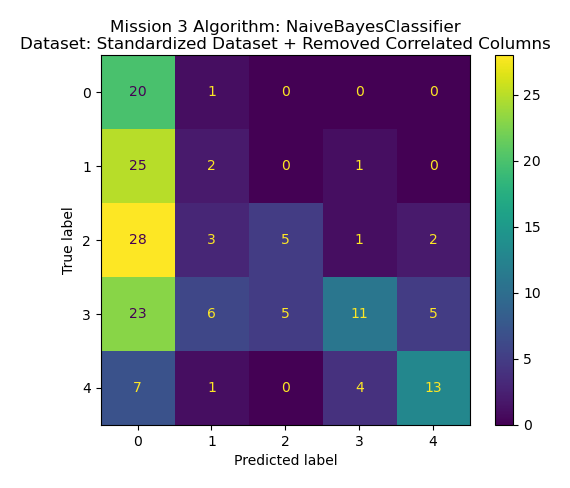 Mission 3 Algorithm: NaiveBayesClassifier
Dataset: Standardized Dataset + Removed Correlated Columns
0 20 1 0 0 0
1 25 2 0 1 0
2 28 3 5 1 2
3 23 6 5 11 5
4 7 1 0 4 13
0 1 2 3 4
True label
Predicted label
25
20
15
10
5
0